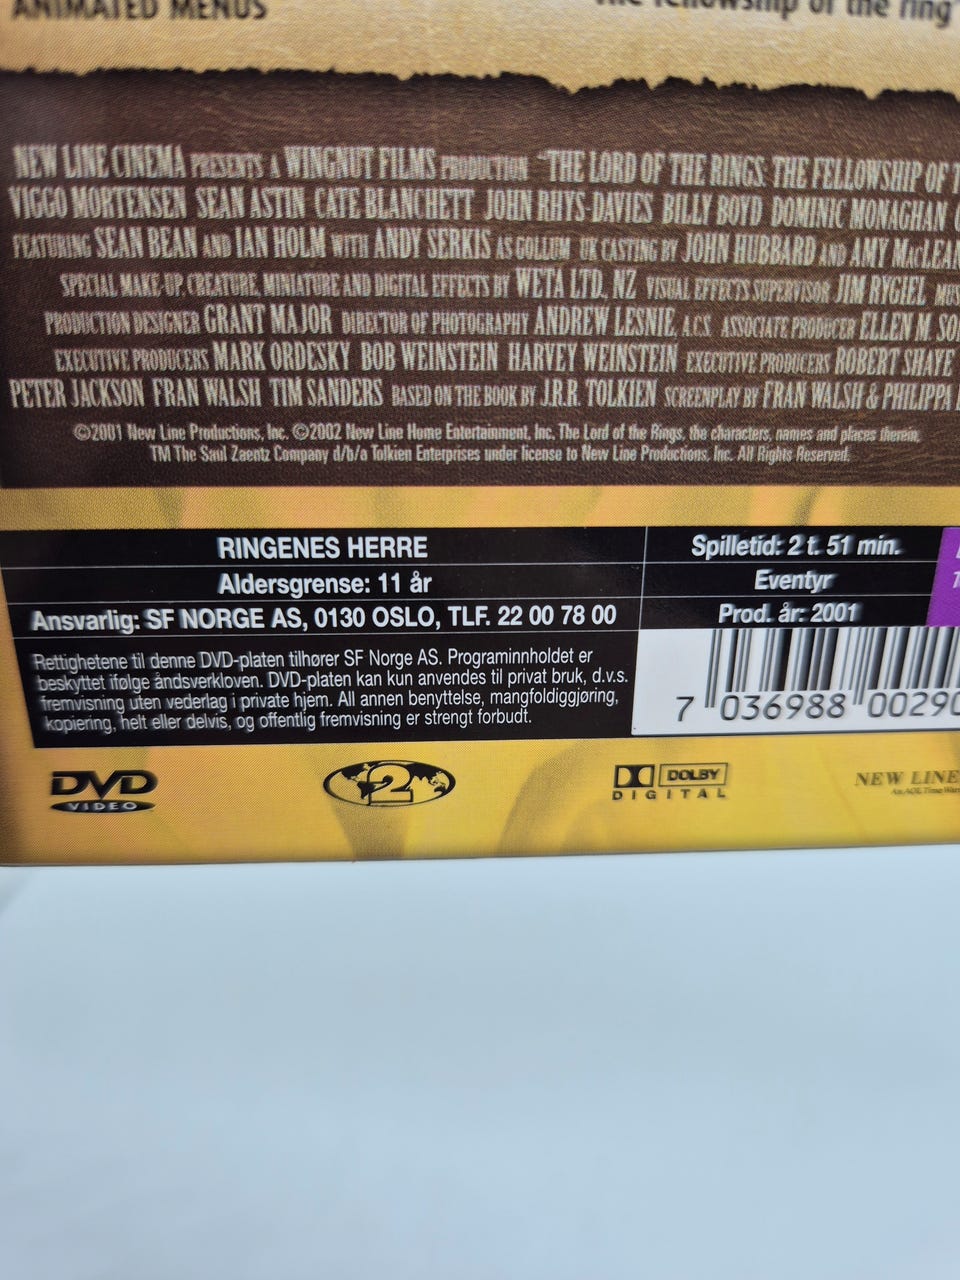 ANIMATED MENUS
The fellowship of the ring
NEW LINE CINEMA PRESENTS A WINGNUT FILMS PRODUCTION "THE LORD OF THE RINGS: THE FELLOWSHIP OF
VIGGO MORTENSEN SEAN ASTIN CATE BLANCHETT JOHN RHYS-DAVIES BILLY BOYD DOMINIC MONAGHAN
FEATURING SEAN BEAN AND IAN HOLM WITH ANDY SERKIS AS GOLLUM UK CASTING BY JOHN HUBBARD AND AMY MACLEAN
SPECIAL MAKE-UP, CREATURE, MINIATURE AND DIGITAL EFFECTS BY WETA LTD, NZ VISUAL EFFECTS SUPERVISOR JIM RYGIEL
PRODUCTION DESIGNER GRANT MAJOR DIRECTOR OF PHOTOGRAPHY ANDREW LESNIE, A.C.S. ASSOCIATE PRODUCER ELLEN M.
EXECUTIVE PRODUCERS MARK ORDESKY BOB WEINSTEIN HARVEY WEINSTEIN EXECUTIVE PRODUCERS ROBERT SHAYE
PETER JACKSON FRAN WALSH TIM SANDERS BASED ON THE BOOK BY J.R.R. TOLKIEN SCREENPLAY BY FRAN WALSH & PHILIPPA
©2001 New Line Productions, Inc. ©2002 New Line Home Entertainment, Inc. The Lord of the Rings, the characters, names and places therein,
TM The Saul Zaentz Company d/b/a Tolkien Enterprises under license to New Line Productions, Inc. All Rights Reserved.
RINGENES HERRE
Aldersgrense: 11 år
Ansvarlig: SF NORGE AS, 0130 OSLO, TLF. 22 00 78 00
Spilletid: 2 t. 51 min.
Eventyr
Prod. år: 2001
Rettighetene til denne DVD-platen tilhører SF Norge AS. Programinnholdet er
beskyttet ifølge åndsverkloven. DVD-platen kan kun anvendes til privat bruk, d.v.s.
fremvisning uten vederlag i private hjem. All annen benyttelse, mangfoldiggjøring,
kopiering, helt eller delvis, og offentlig fremvisning er strengt forbudt.
7 036988 00290
DVD
VIDEO
2
DOLBY
DIGITAL
NEW LINE
An AOL Time